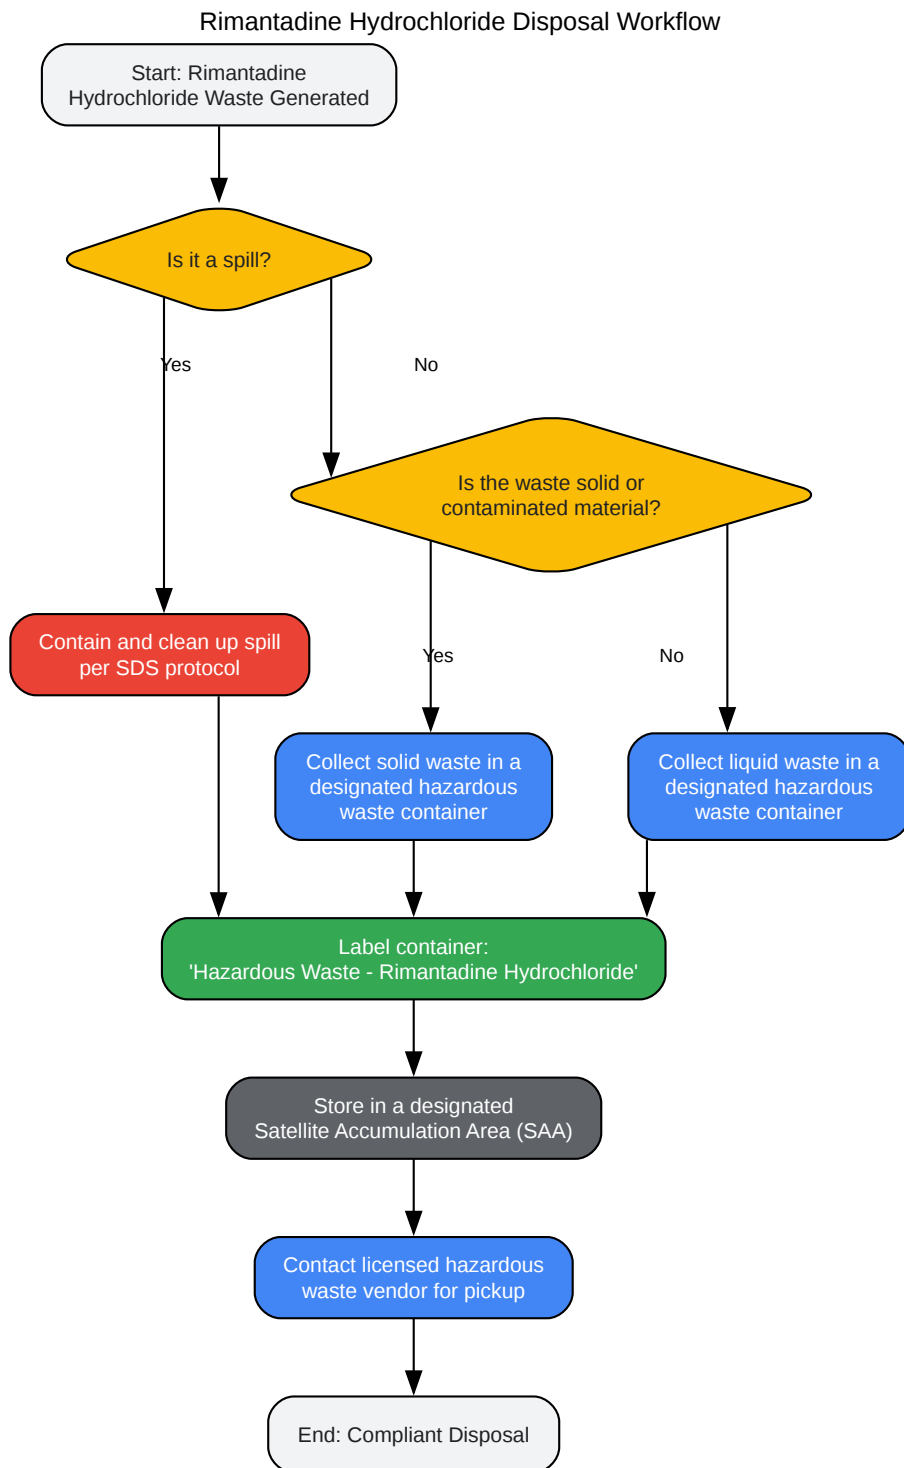 Rimantadine Hydrochloride Disposal Workflow
Start: Rimantadine
Hydrochloride Waste Generated
Is it a spill?
Yes
No
Is the waste solid or
contaminated material?
Contain and clean up spill
per SDS protocol
Yes
No
Collect solid waste in a
designated hazardous
waste container
Collect liquid waste in a
designated hazardous
waste container
Label container:
'Hazardous Waste - Rimantadine Hydrochloride'
Store in a designated
Satellite Accumulation Area (SAA)
Contact licensed hazardous
waste vendor for pickup
End: Compliant Disposal